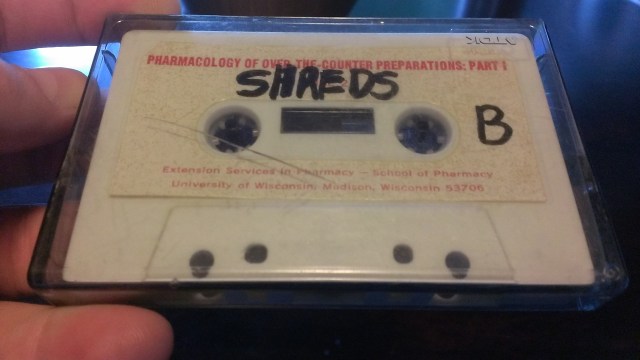 PHARMACOLOGY OF OVER-THE-COUNTER PREPARATIONS: PART I
SHREDS
B
Extension Services in Pharmacy — School of Pharmacy
University of Wisconsin, Madison, Wisconsin 53706